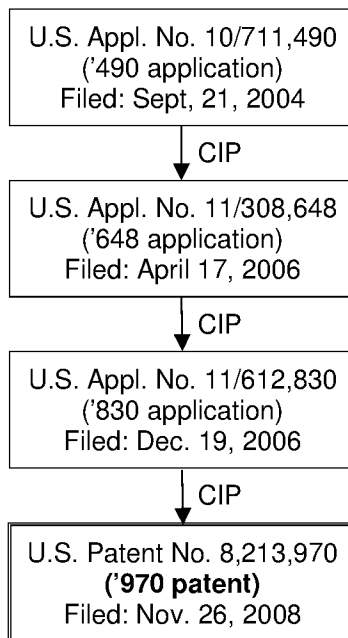 U.S. Appl. No. 10/711,490
('490 application)
Filed: Sept, 21, 2004
CIP
U.S. Appl. No. 11/308,648
('648 application)
Filed: April 17, 2006
CIP
U.S. Appl. No. 11/612,830
('830 application)
Filed: Dec. 19, 2006
CIP
U.S. Patent No. 8,213,970
('970 patent)
Filed: Nov. 26, 2008